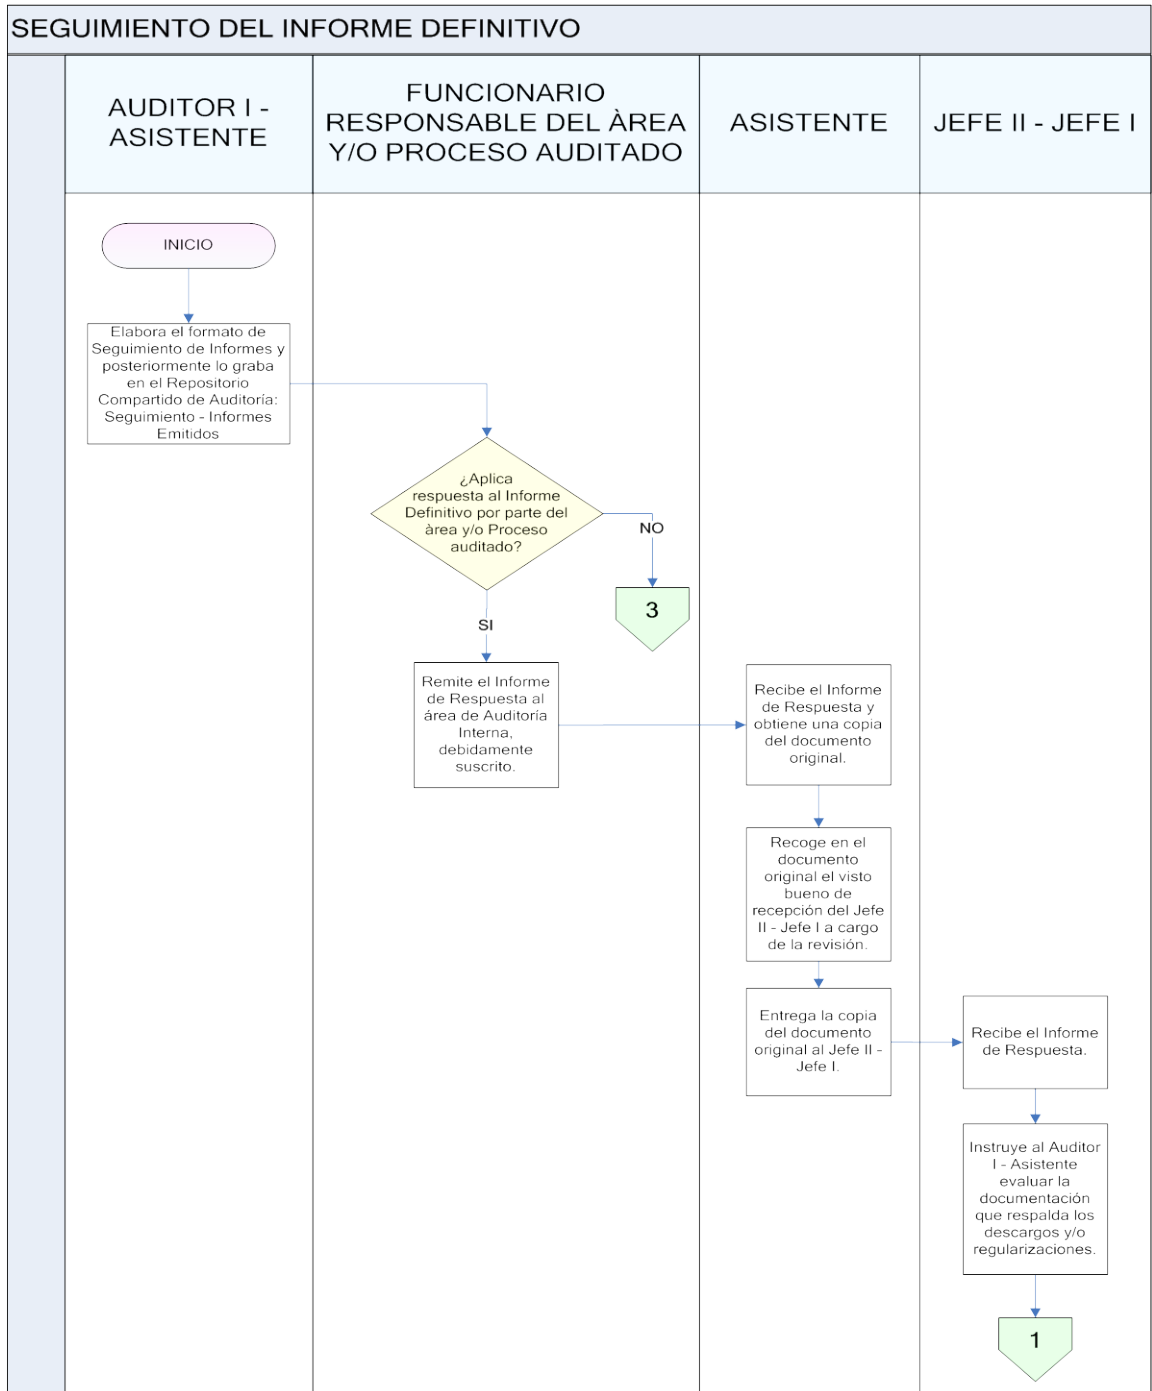 SEGUIMIENTO DEL INFORME DEFINITIVO
AUDITOR I -
ASISTENTE
FUNCIONARIO
RESPONSABLE DEL ÀREA
Y/O PROCESO AUDITADO
ASISTENTE
JEFE II - JEFE I
INICIO
Elabora el formato de
Seguimiento de Informes y
posteriormente lo graba
en el Repositorio
Compartido de Auditoría:
Seguimiento - Informes
Emitidos
¿Aplica
respuesta al Informe
Definitivo por parte del
àrea y/o Proceso
auditado?
NO
3
SI
Remite el Informe
de Respuesta al
área de Auditoría
Interna,
debidamente
suscrito.
Recibe el Informe
de Respuesta y
obtiene una copia
del documento
original.
Recoge en el
documento
original el visto
bueno de
recepción del Jefe
II - Jefe I a cargo
de la revisión.
Entrega la copia
del documento
original al Jefe II -
Jefe I.
Recibe el Informe
de Respuesta.
Instruye al Auditor
I - Asistente
evaluar la
documentación
que respalda los
descargos y/o
regularizaciones.
1